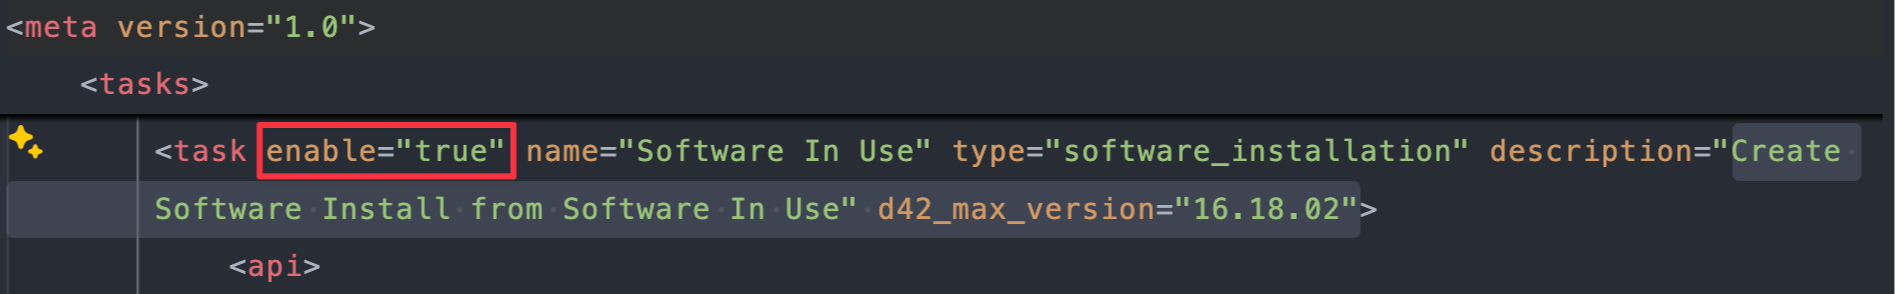 <meta version="1.0">
<tasks>
<task enable="true" name="Software In Use" type="software_installation" description="Create
Software Install from Software In Use" d42_max_version="16.18.02">
<api>